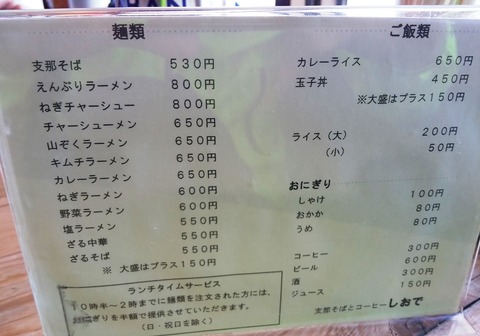 麺類
支那そば 530円
えんぶりラーメン 800円
ねぎチャーシュー 800円
チャーシューメン 650円
山ぞくラーメン 650円
キムチラーメン 650円
カレーラーメン 650円
ねぎラーメン 600円
野菜ラーメン 600円
塩ラーメン 550円
ざる中華 550円
ざるそば 550円
※ 大盛はプラス150円
ランチタイムサービス
10時半~2時までに麺類を注文された方には、
おにぎりを半額で提供させていただきます。
(日・祝日を除く)
ご飯類
カレーライス 650円
玉子丼 450円
※大盛はプラス150円
ライス(大) 200円
(小) 50円
おにぎり
しゃけ 100円
おかか 80円
うめ 80円
コーヒー 300円
ビール 600円
酒 300円
ジュース 150円
支那そばとコーヒー しおで